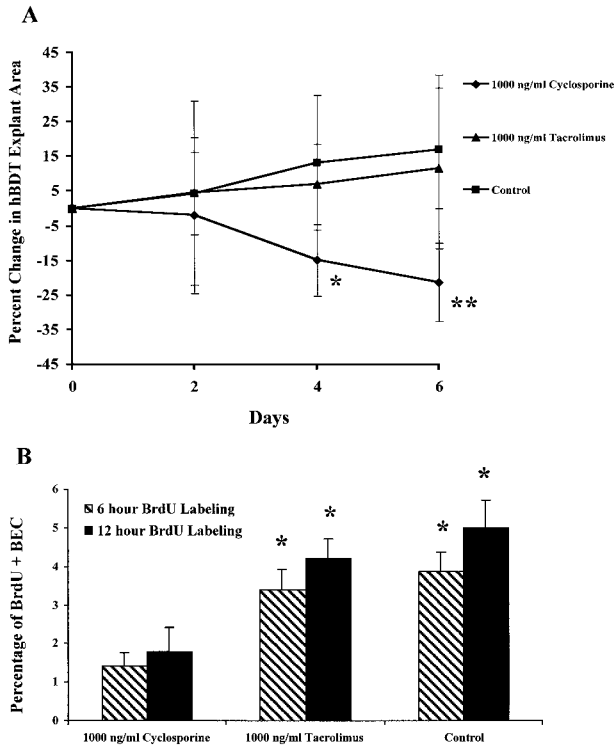 A
Percent Change in hBDT Explant Area
45
35
25
15
5
-5
-15
-25
-35
-45
*
**
0 2 4 6
Days
1000 ng/ml Cyclosporine
1000 ng/ml Tacrolimus
Control
B
Percentage of BrdU + BEC
6
5
4
3
2
1
0
6 hour BrdU Labeling
12 hour BrdU Labeling
* * * *
1000 ng/ml Cyclosporine 1000 ng/ml Tacrolimus Control